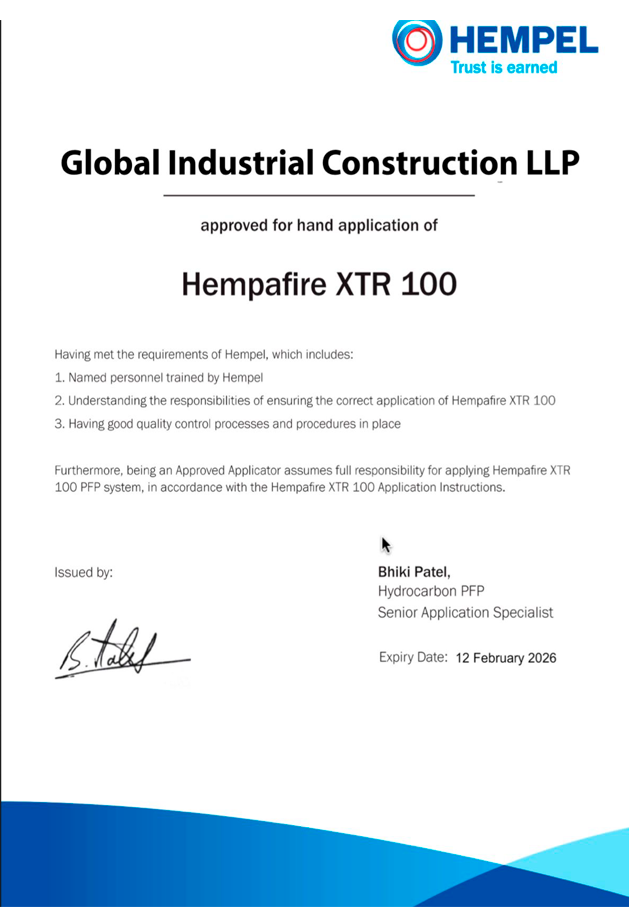 HEMPEL
Trust is earned
Global Industrial Construction LLP
approved for hand application of
Hempafire XTR 100
Having met the requirements of Hempel, which includes:
1. Named personnel trained by Hempel
2. Understanding the responsibilities of ensuring the correct application of Hempafire XTR 100
3. Having good quality control processes and procedures in place
Furthermore, being an Approved Applicator assumes full responsibility for applying Hempafire XTR
100 PFP system, in accordance with the Hempafire XTR 100 Application Instructions.
Issued by:
Bhiki Patel,
Hydrocarbon PFP
Senior Application Specialist
B. Patel
Expiry Date: 12 February 2026